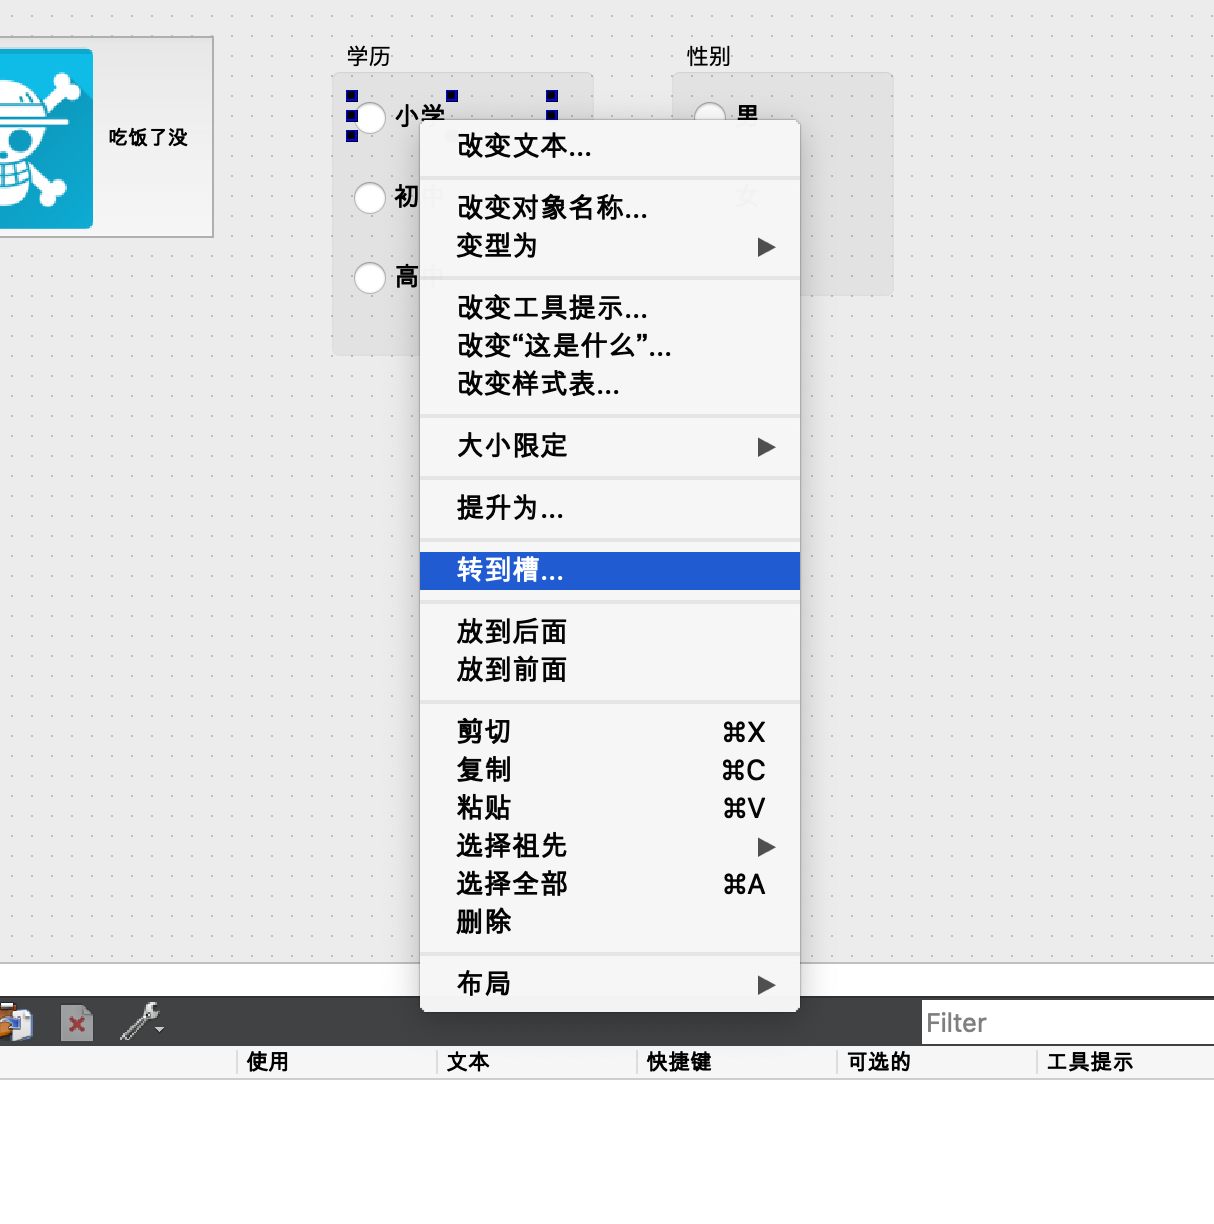 学历
性别
吃饭了没
小学
男
初中
女
高中
改变文本...
改变对象名称...
变型为
改变工具提示...
改变“这是什么”...
改变样式表...
大小限定
提升为...
转到槽...
放到后面
放到前面
剪切 ⌘X
复制 ⌘C
粘贴 ⌘V
选择祖先
选择全部 ⌘A
删除
布局
Filter
使用 文本 快捷键 可选的 工具提示